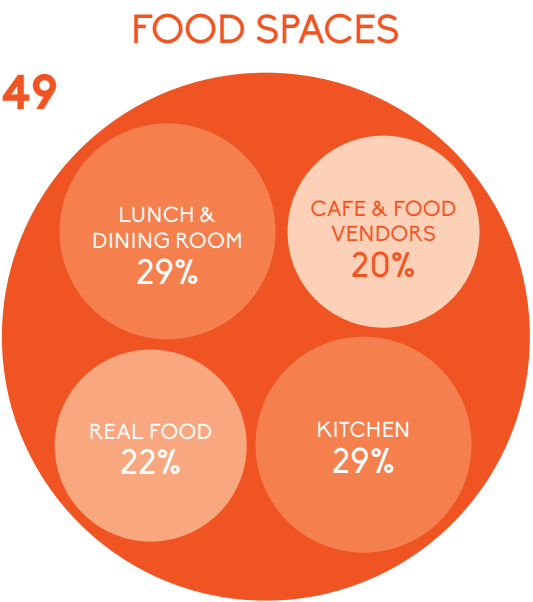 FOOD SPACES
49
LUNCH &
DINING ROOM
29%
CAFE & FOOD
VENDORS
20%
REAL FOOD
22%
KITCHEN
29%